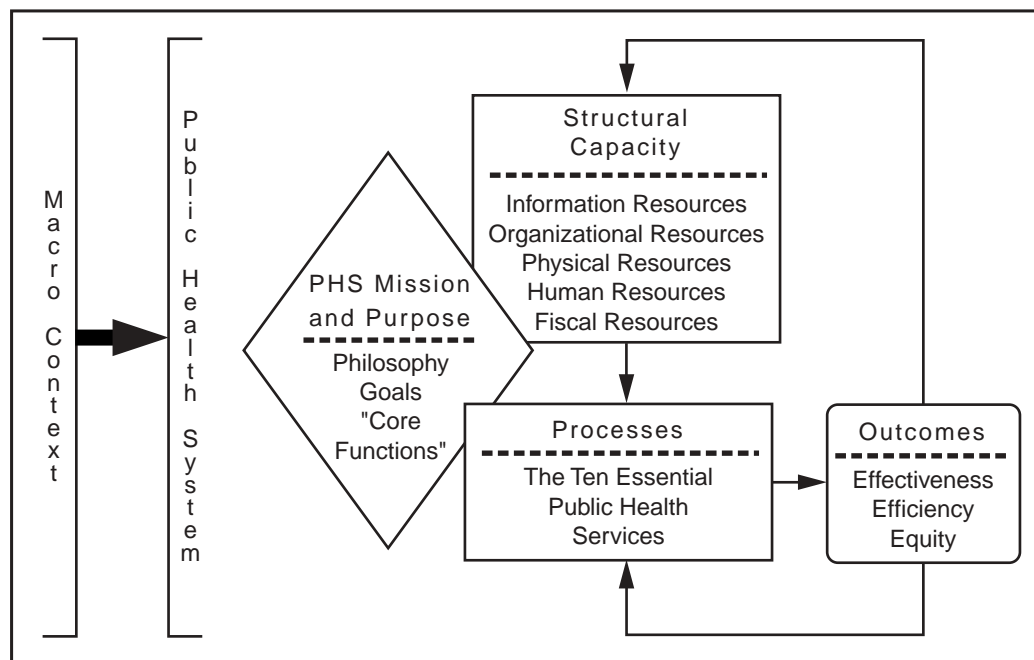 Macro Context
Public Health System
PHS Mission
and Purpose
Philosophy
Goals
"Core
Functions"
Structural
Capacity
Information Resources
Organizational Resources
Physical Resources
Human Resources
Fiscal Resources
Processes
The Ten Essential
Public Health
Services
Outcomes
Effectiveness
Efficiency
Equity